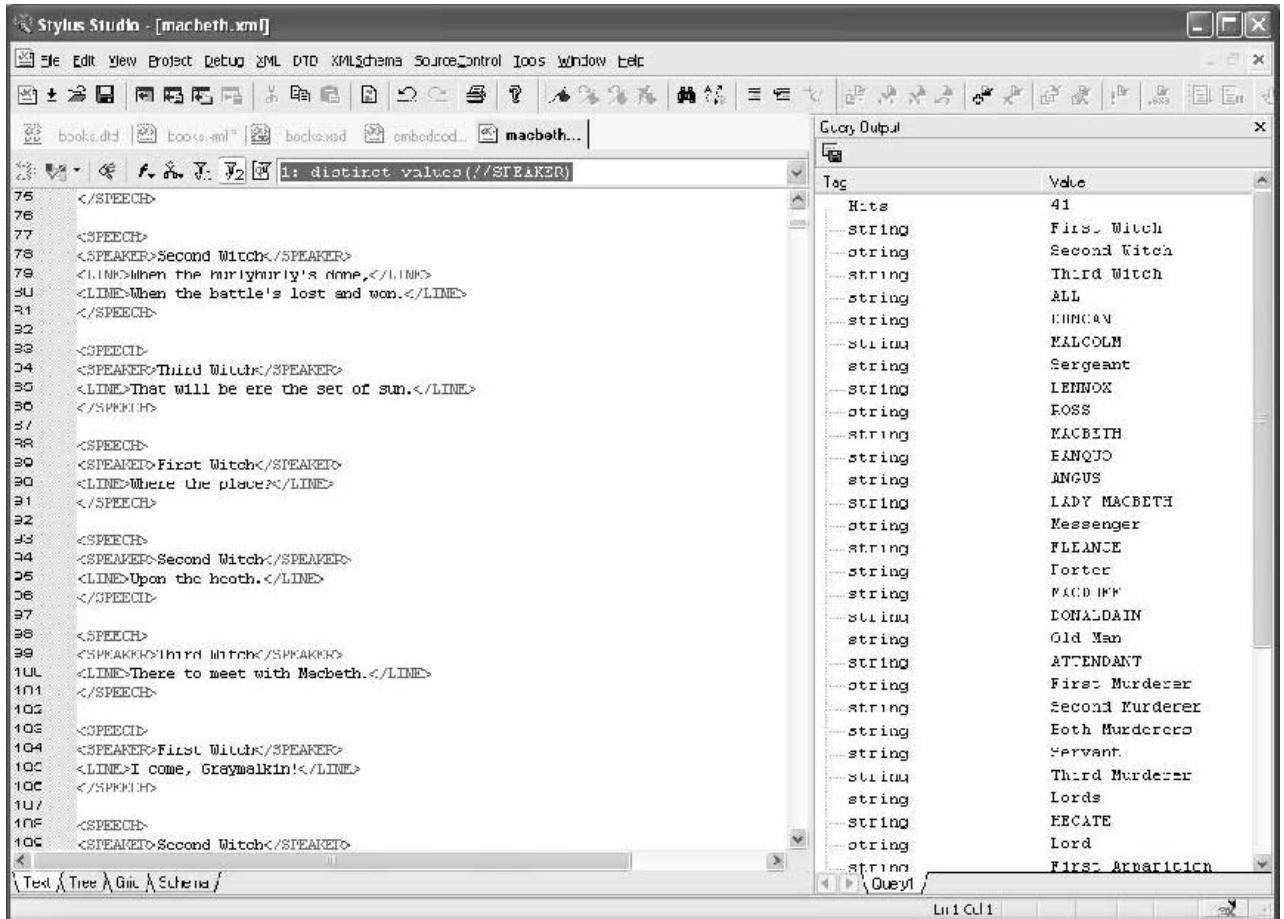 Stylus Studio - [macbeth.xml]
File Edit View Project Debug XML DTD XMLSchema SourceControl Tools Window Help
books.dtd books.xml * books.xsd embedded... macbeth...
1: distinct values(//SPEAKER)
75 </SPEECH>
76
77 <SPEECH>
78 <SPEAKER>Second Witch</SPEAKER>
79 <LINE>When the hurlyburly's done,</LINE>
80 <LINE>When the battle's lost and won.</LINE>
81 </SPEECH>
82
83 <SPEECH>
84 <SPEAKER>Third Witch</SPEAKER>
85 <LINE>That will be ere the set of sun.</LINE>
86 </SPEECH>
87
88 <SPEECH>
89 <SPEAKER>First Witch</SPEAKER>
90 <LINE>Where the place?</LINE>
91 </SPEECH>
92
93 <SPEECH>
94 <SPEAKER>Second Witch</SPEAKER>
95 <LINE>Upon the heath.</LINE>
96 </SPEECH>
97
98 <SPEECH>
99 <SPEAKER>Third Witch</SPEAKER>
100 <LINE>There to meet with Macbeth.</LINE>
101 </SPEECH>
102
103 <SPEECH>
104 <SPEAKER>First Witch</SPEAKER>
105 <LINE>I come, Graymalkin!</LINE>
106 </SPEECH>
107
108 <SPEECH>
109 <SPEAKER>Second Witch</SPEAKER>
Text Tree Grid Schema
Query Output
Tag Value
Hits 41
string First Witch
string Second Witch
string Third Witch
string ALL
string DUNCAN
string MALCOLM
string Sergeant
string LENNOX
string ROSS
string MACBETH
string BANQUO
string ANGUS
string LADY MACBETH
string Messenger
string FLEANCE
string Porter
string MACDUFF
string DONALBAIN
string Old Man
string ATTENDANT
string First Murderer
string Second Murderer
string Both Murderers
string Servant
string Third Murderer
string Lords
string HECATE
string Lord
string First Apparition
Query1
Ln 1 Col 1